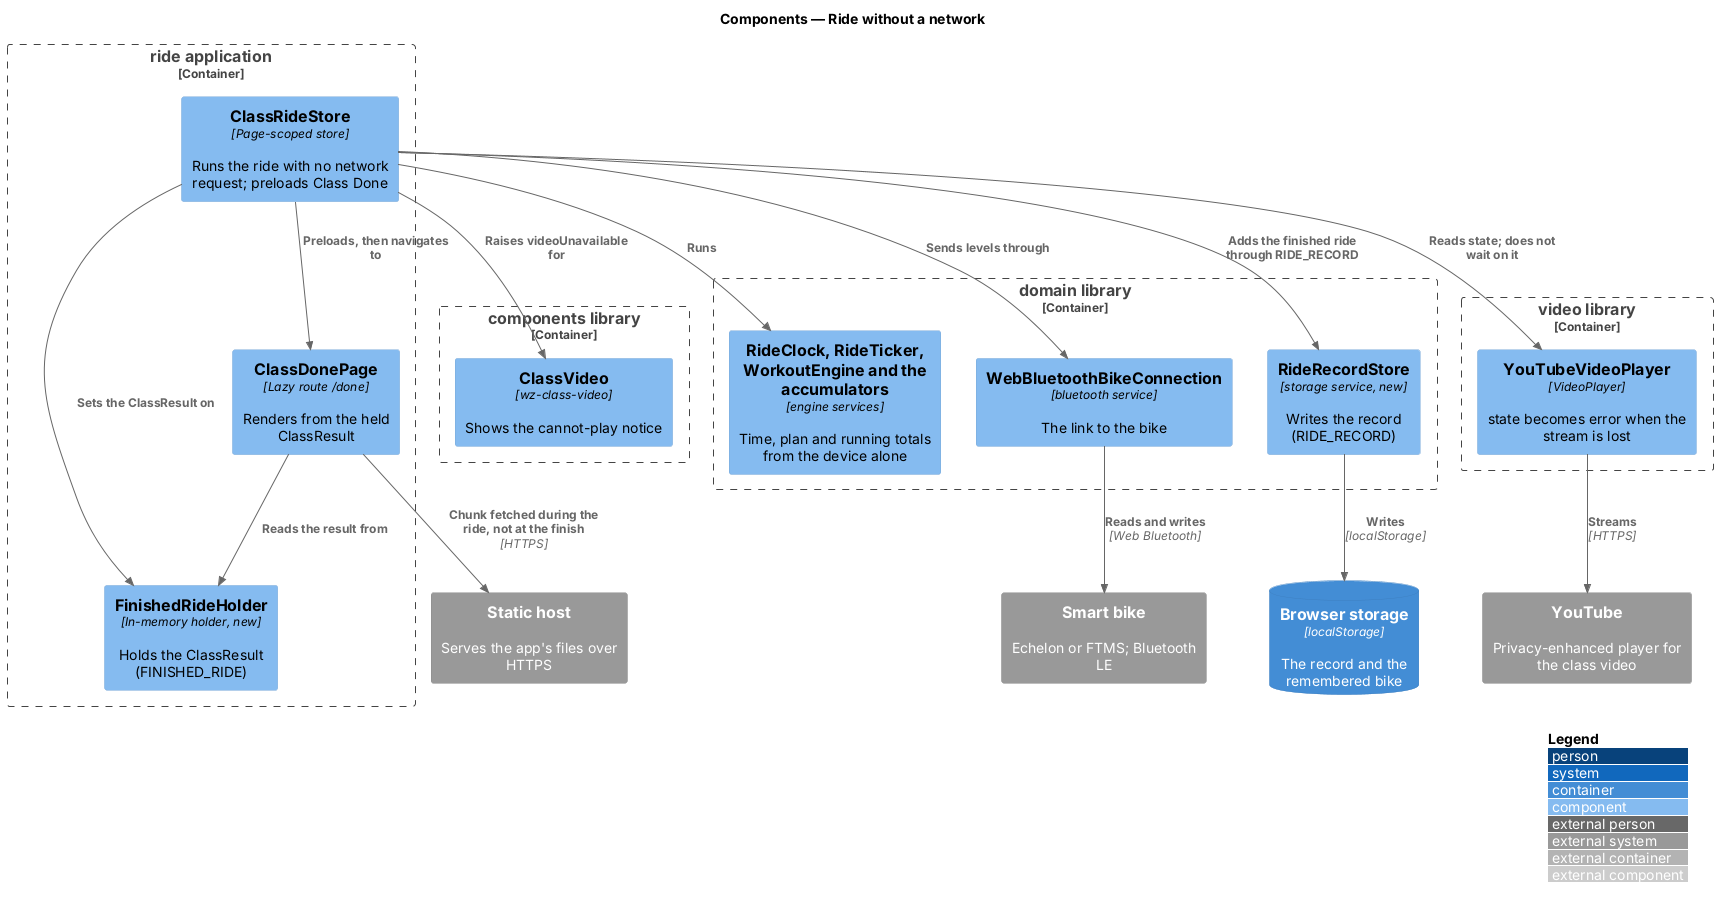 Components — Ride without a network
ride application
[Container]
ClassRideStore
[Page-scoped store]
Runs the ride with no network
request; preloads Class Done
Preloads, then navigates
to
Raises videoUnavailable
for
Runs
Sends levels through
Adds the finished ride
through RIDE_RECORD
Reads state; does not
wait on it
components library
[Container]
domain library
[Container]
video library
[Container]
ClassDonePage
[Lazy route /done]
Renders from the held
ClassResult
ClassVideo
[wz-class-video]
Shows the cannot-play notice
RideClock, RideTicker,
WorkoutEngine and the
accumulators
[engine services]
Time, plan and running totals
from the device alone
WebBluetoothBikeConnection
[bluetooth service]
The link to the bike
RideRecordStore
[storage service, new]
Writes the record
(RIDE_RECORD)
YouTubeVideoPlayer
[VideoPlayer]
state becomes error when the
stream is lost
Sets the ClassResult on
Reads the result from
Chunk fetched during the
ride, not at the finish
[HTTPS]
Reads and writes
[Web Bluetooth]
Writes
[localStorage]
Streams
[HTTPS]
FinishedRideHolder
[In-memory holder, new]
Holds the ClassResult
(FINISHED_RIDE)
Static host
Serves the app's files over
HTTPS
Smart bike
Echelon or FTMS; Bluetooth
LE
Browser storage
[localStorage]
The record and the
remembered bike
YouTube
Privacy-enhanced player for
the class video
Legend
person
system
container
component
external person
external system
external container
external component